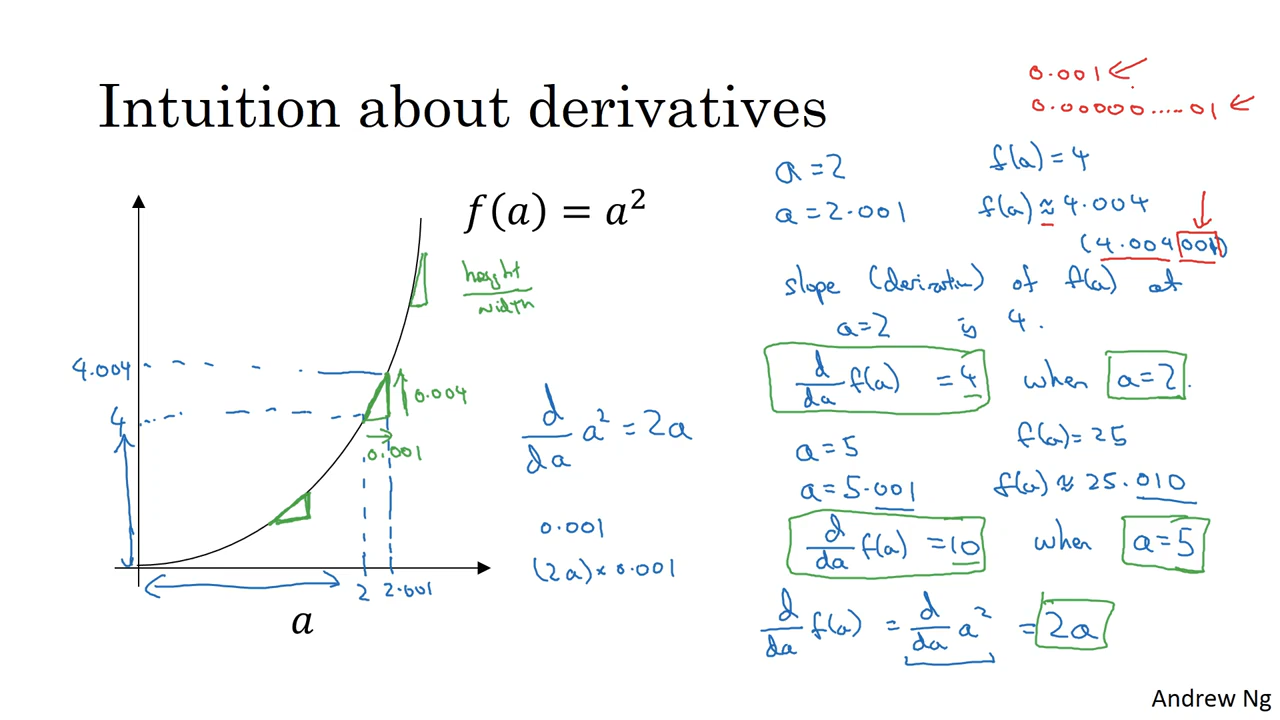 Intuition about derivatives
0.001
0.00000.....01
f(a) = a²
height
width
4.004
4
0.004
0.001
2 2.001
a
d/da a² = 2a
0.001
(2a) × 0.001
a = 2 f(a) = 4
a = 2.001 f(a) ≈ 4.004
(4.004001)
slope (derivative) of f(a) at
a = 2 is 4.
d/da f(a) = 4 when a = 2.
a = 5 f(a) = 25
a = 5.001 f(a) ≈ 25.010
d/da f(a) = 10 when a = 5
d/da f(a) = d/da a² = 2a
Andrew Ng